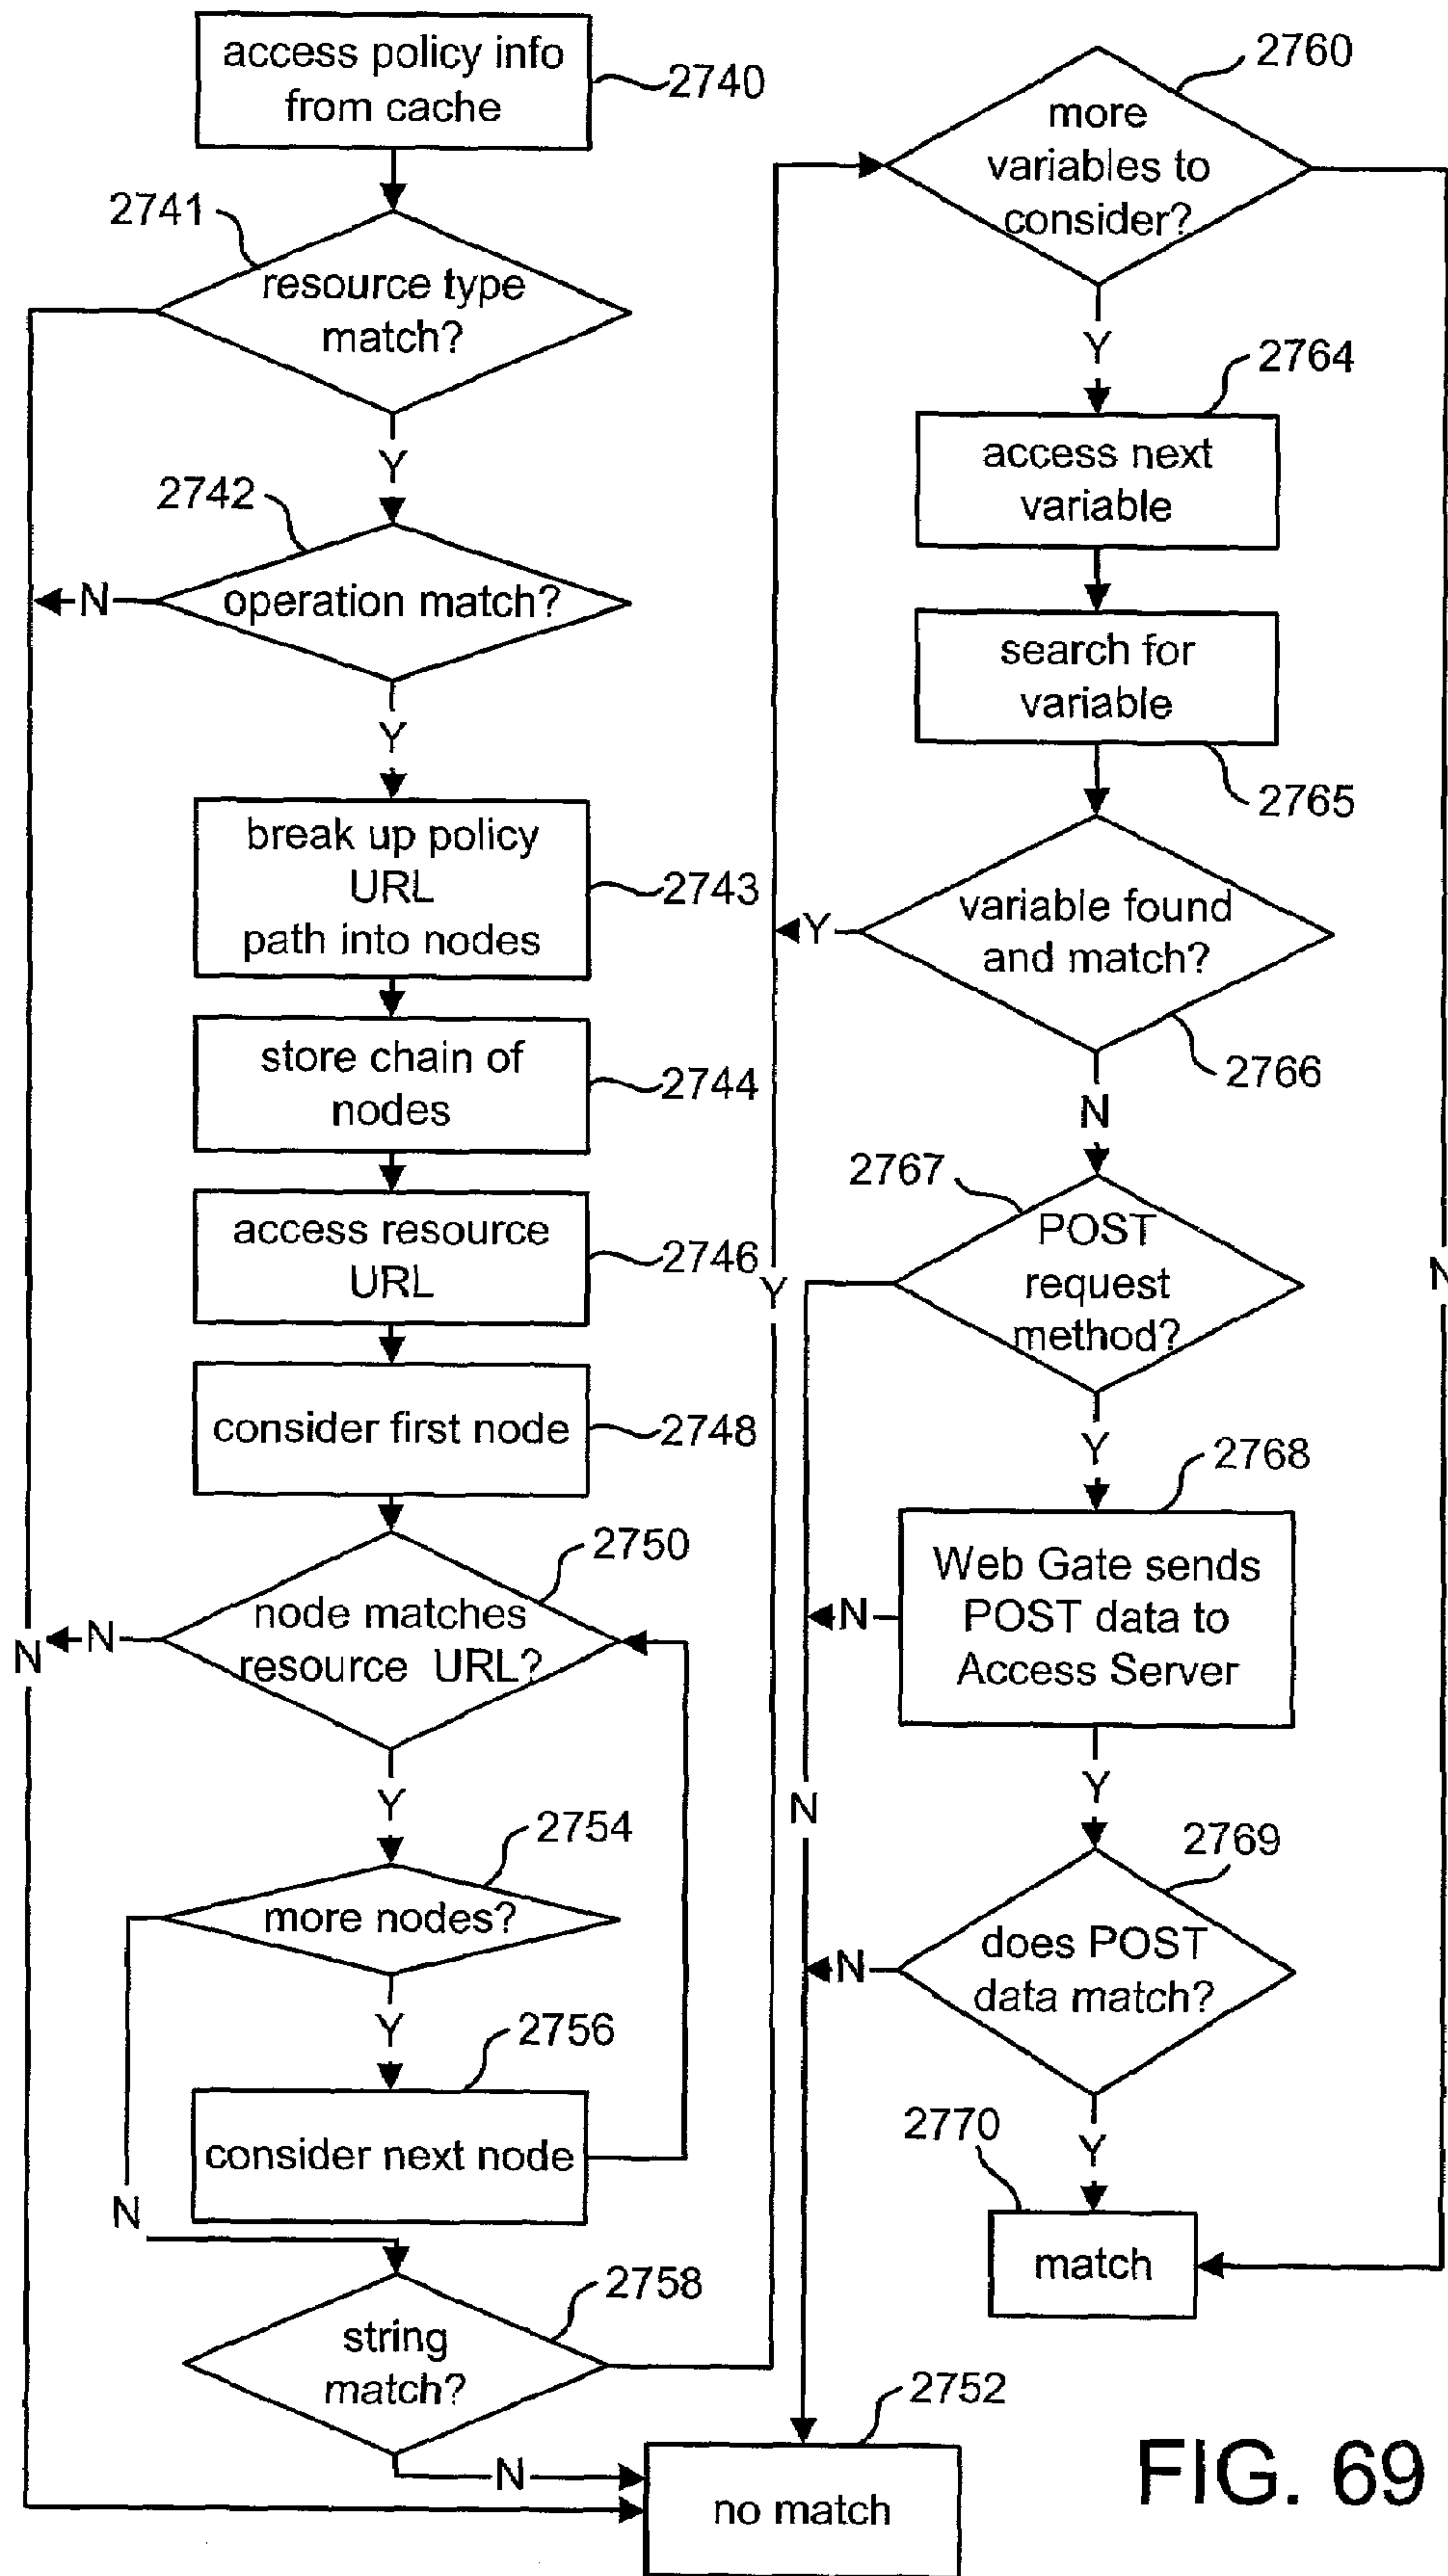 access policy info
from cache
2740
2741
resource type
match?
Y
2742
operation match?
N
Y
break up policy
URL
path into nodes
2743
store chain of
nodes
2744
access resource
URL
2746
consider first node
2748
2750
node matches
resource URL?
N
N
Y
2754
more nodes?
Y
2756
consider next node
N
2758
string
match?
N
Y
2760
more
variables to
consider?
Y
N
2764
access next
variable
search for
variable
2765
variable found
and match?
Y
2766
N
2767
POST
request
method?
Y
2768
Web Gate sends
POST data to
Access Server
N
Y
N
2769
does POST
data match?
N
Y
2770
match
2752
no match
FIG. 69